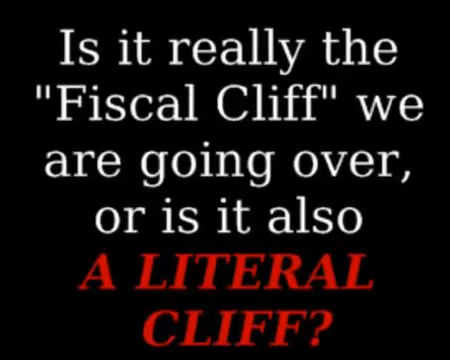 Is it really the
"Fiscal Cliff" we
are going over,
or is it also
A LITERAL
CLIFF?